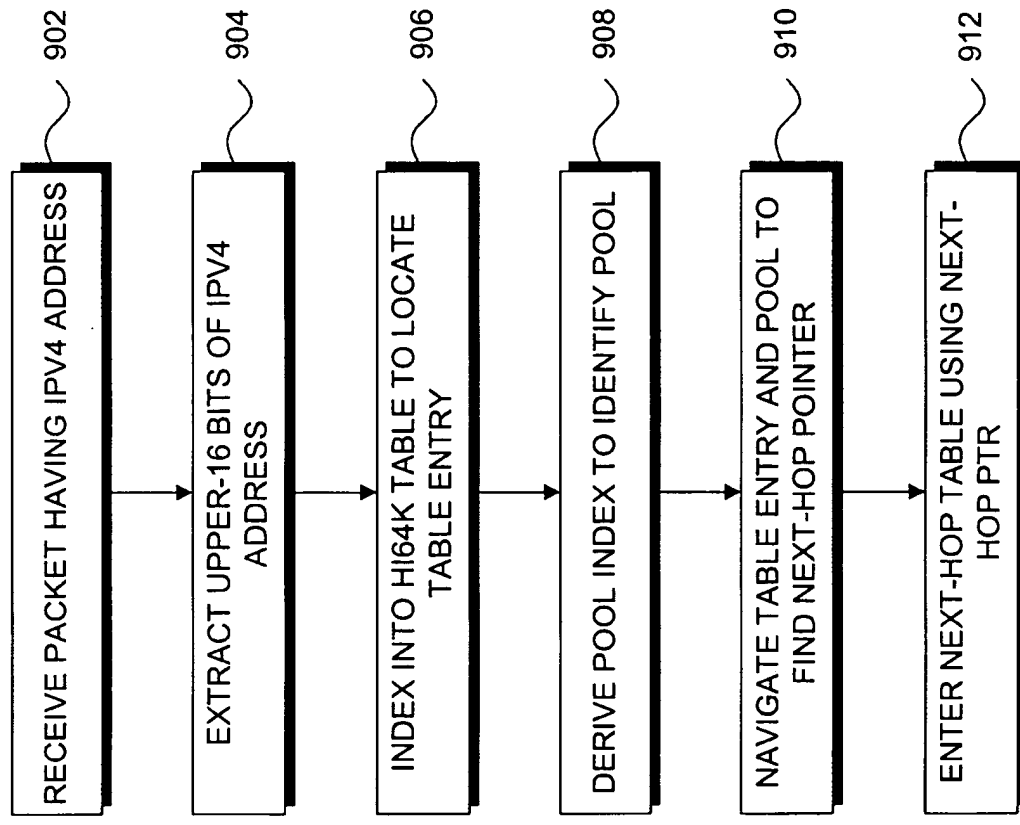 RECEIVE PACKET HAVING IPV4 ADDRESS
902
EXTRACT UPPER-16 BITS OF IPV4
ADDRESS
904
INDEX INTO HI64K TABLE TO LOCATE
TABLE ENTRY
906
DERIVE POOL INDEX TO IDENTIFY POOL
908
NAVIGATE TABLE ENTRY AND POOL TO
FIND NEXT-HOP POINTER
910
ENTER NEXT-HOP TABLE USING NEXT-
HOP PTR
912